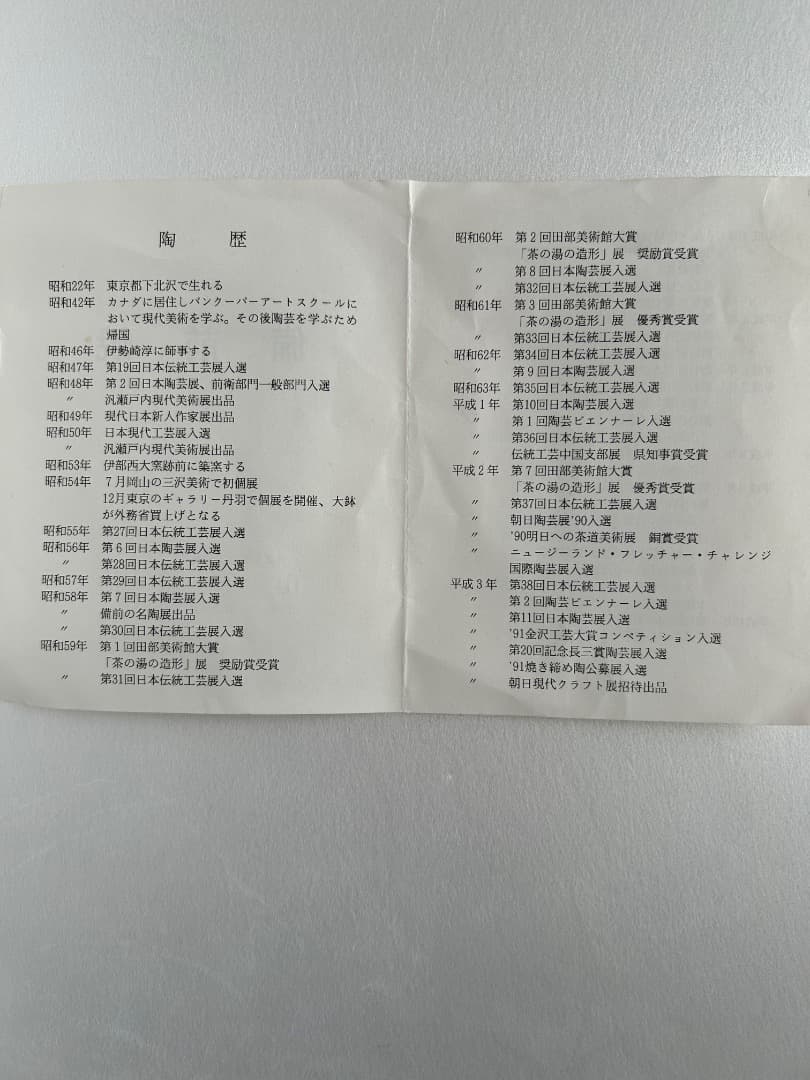 陶歴
昭和22年 東京都下北沢で生れる
昭和42年 カナダに居住しバンクーバーアートスクールに
おいて現代美術を学ぶ。その後陶芸を学ぶため
帰国
昭和46年 伊勢崎淳に師事する
昭和47年 第19回日本伝統工芸展入選
昭和48年 第2回日本陶芸展、前衛部門一般部門入選
〃 汎瀬戸内現代美術展出品
昭和49年 現代日本新人作家展出品
昭和50年 日本現代工芸展入選
〃 汎瀬戸内現代美術展出品
昭和53年 伊部西大窯跡前に築窯する
昭和54年 7月岡山の三沢美術で初個展
12月東京のギャラリー丹羽で個展を開催、大鉢
が外務省買上げとなる
昭和55年 第27回日本伝統工芸展入選
昭和56年 第6回日本陶芸展入選
〃 第28回日本伝統工芸展入選
昭和57年 第29回日本伝統工芸展入選
昭和58年 第7回日本陶芸展入選
〃 備前の名陶展出品
〃 第30回日本伝統工芸展入選
昭和59年 第1回田部美術館大賞
「茶の湯の造形」展 奨励賞受賞
〃 第31回日本伝統工芸展入選
昭和60年 第2回田部美術館大賞
「茶の湯の造形」展 奨励賞受賞
〃 第8回日本陶芸展入選
〃 第32回日本伝統工芸展入選
昭和61年 第3回田部美術館大賞
「茶の湯の造形」展 優秀賞受賞
〃 第33回日本伝統工芸展入選
昭和62年 第34回日本伝統工芸展入選
〃 第9回日本陶芸展入選
昭和63年 第35回日本伝統工芸展入選
平成1年 第10回日本陶芸展入選
〃 第1回陶芸ビエンナーレ入選
〃 第36回日本伝統工芸展入選
〃 伝統工芸中国支部展 県知事賞受賞
平成2年 第7回田部美術館大賞
「茶の湯の造形」展 優秀賞受賞
〃 第37回日本伝統工芸展入選
〃 朝日陶芸展'90入選
〃 '90明日への茶道美術展 銅賞受賞
〃 ニュージーランド・フレッチャー・チャレンジ
国際陶芸展入選
平成3年 第38回日本伝統工芸展入選
〃 第2回陶芸ビエンナーレ入選
〃 第11回日本陶芸展入選
〃 '91金沢工芸大賞コンペティション入選
〃 第20回記念長三賞陶芸展入選
〃 '91焼き締め陶公募展入選
〃 朝日現代クラフト展招待出品